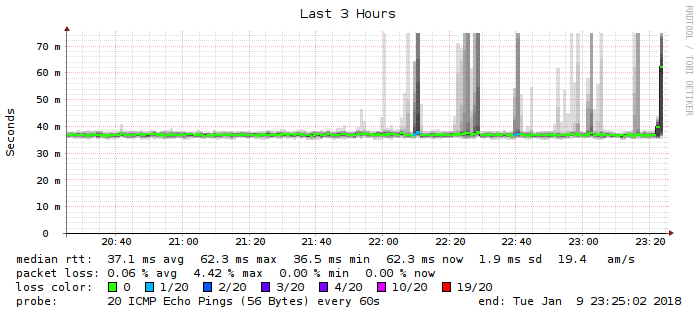 Last 3 Hours
RRDTOOL / TOBI OETIKER
Seconds
70 m
60 m
50 m
40 m
30 m
20 m
10 m
0
20:40 21:00 21:20 21:40 22:00 22:20 22:40 23:00 23:20
median rtt: 37.1 ms avg 62.3 ms max 36.5 ms min 62.3 ms now 1.9 ms sd 19.4 am/s
packet loss: 0.06 % avg 4.42 % max 0.00 % min 0.00 % now
loss color: 0 1/20 2/20 3/20 4/20 10/20 19/20
probe: 20 ICMP Echo Pings (56 Bytes) every 60s end: Tue Jan 9 23:25:02 2018